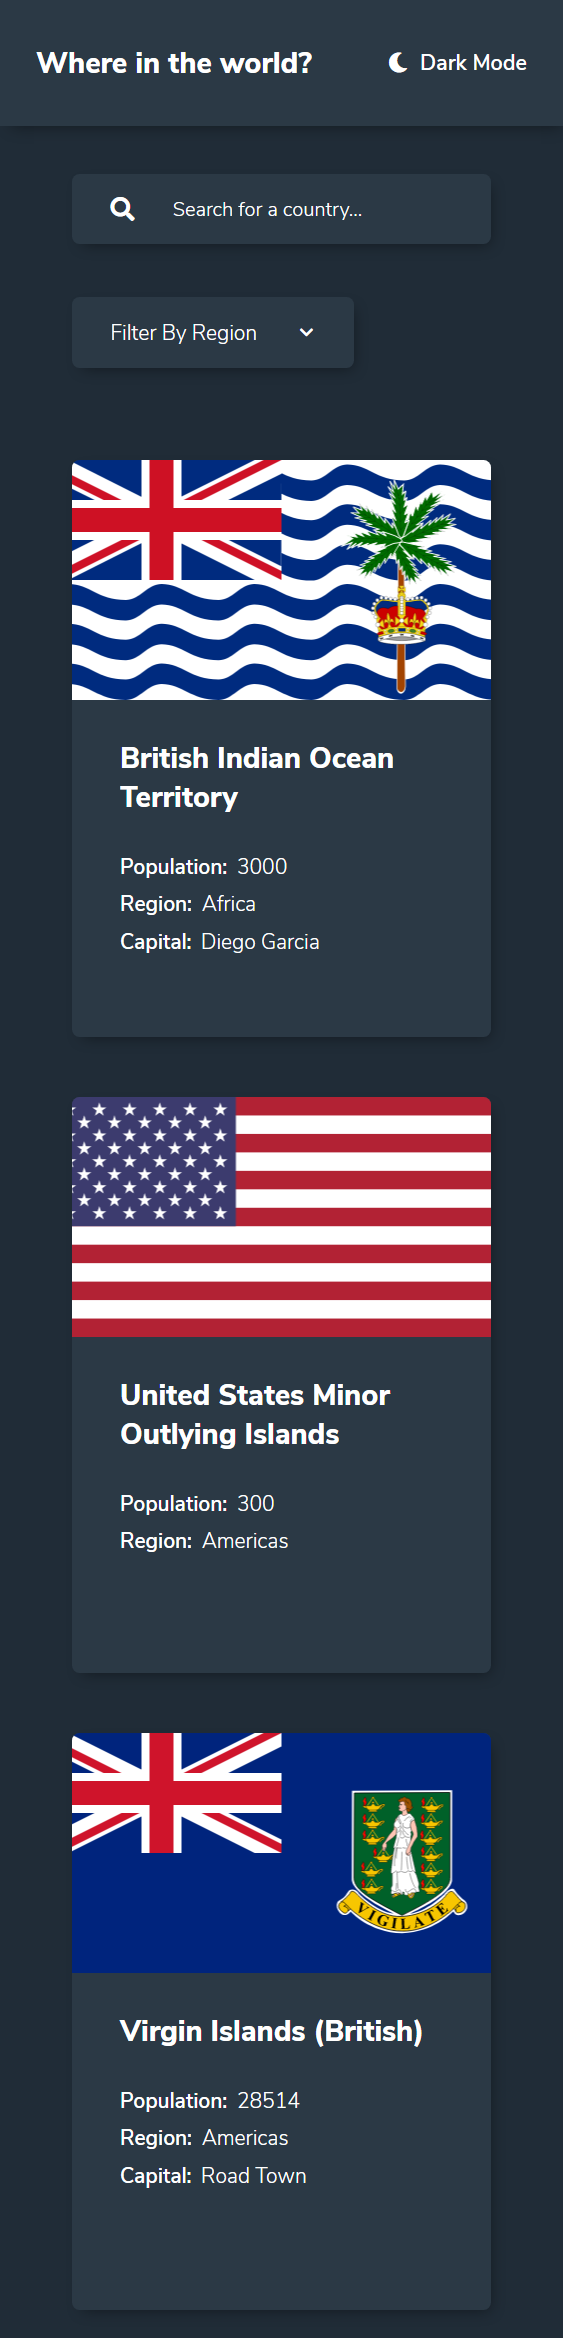 Where in the world?
Dark Mode
Search for a country...
Filter By Region
British Indian Ocean
Territory
Population: 3000
Region: Africa
Capital: Diego Garcia
United States Minor
Outlying Islands
Population: 300
Region: Americas
VIGILATE
Virgin Islands (British)
Population: 28514
Region: Americas
Capital: Road Town